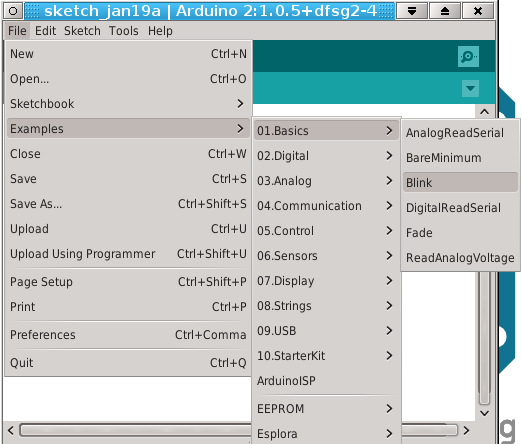 sketch_jan19a | Arduino 2:1.0.5+dfsg2-4
File Edit Sketch Tools Help
New Ctrl+N
Open... Ctrl+O
Sketchbook
Examples
Close Ctrl+W
Save Ctrl+S
Save As... Ctrl+Shift+S
Upload Ctrl+U
Upload Using Programmer Ctrl+Shift+U
Page Setup Ctrl+Shift+P
Print Ctrl+P
Preferences Ctrl+Comma
Quit Ctrl+Q
01.Basics
02.Digital
03.Analog
04.Communication
05.Control
06.Sensors
07.Display
08.Strings
09.USB
10.StarterKit
ArduinoISP
EEPROM
Esplora
AnalogReadSerial
BareMinimum
Blink
DigitalReadSerial
Fade
ReadAnalogVoltage
g